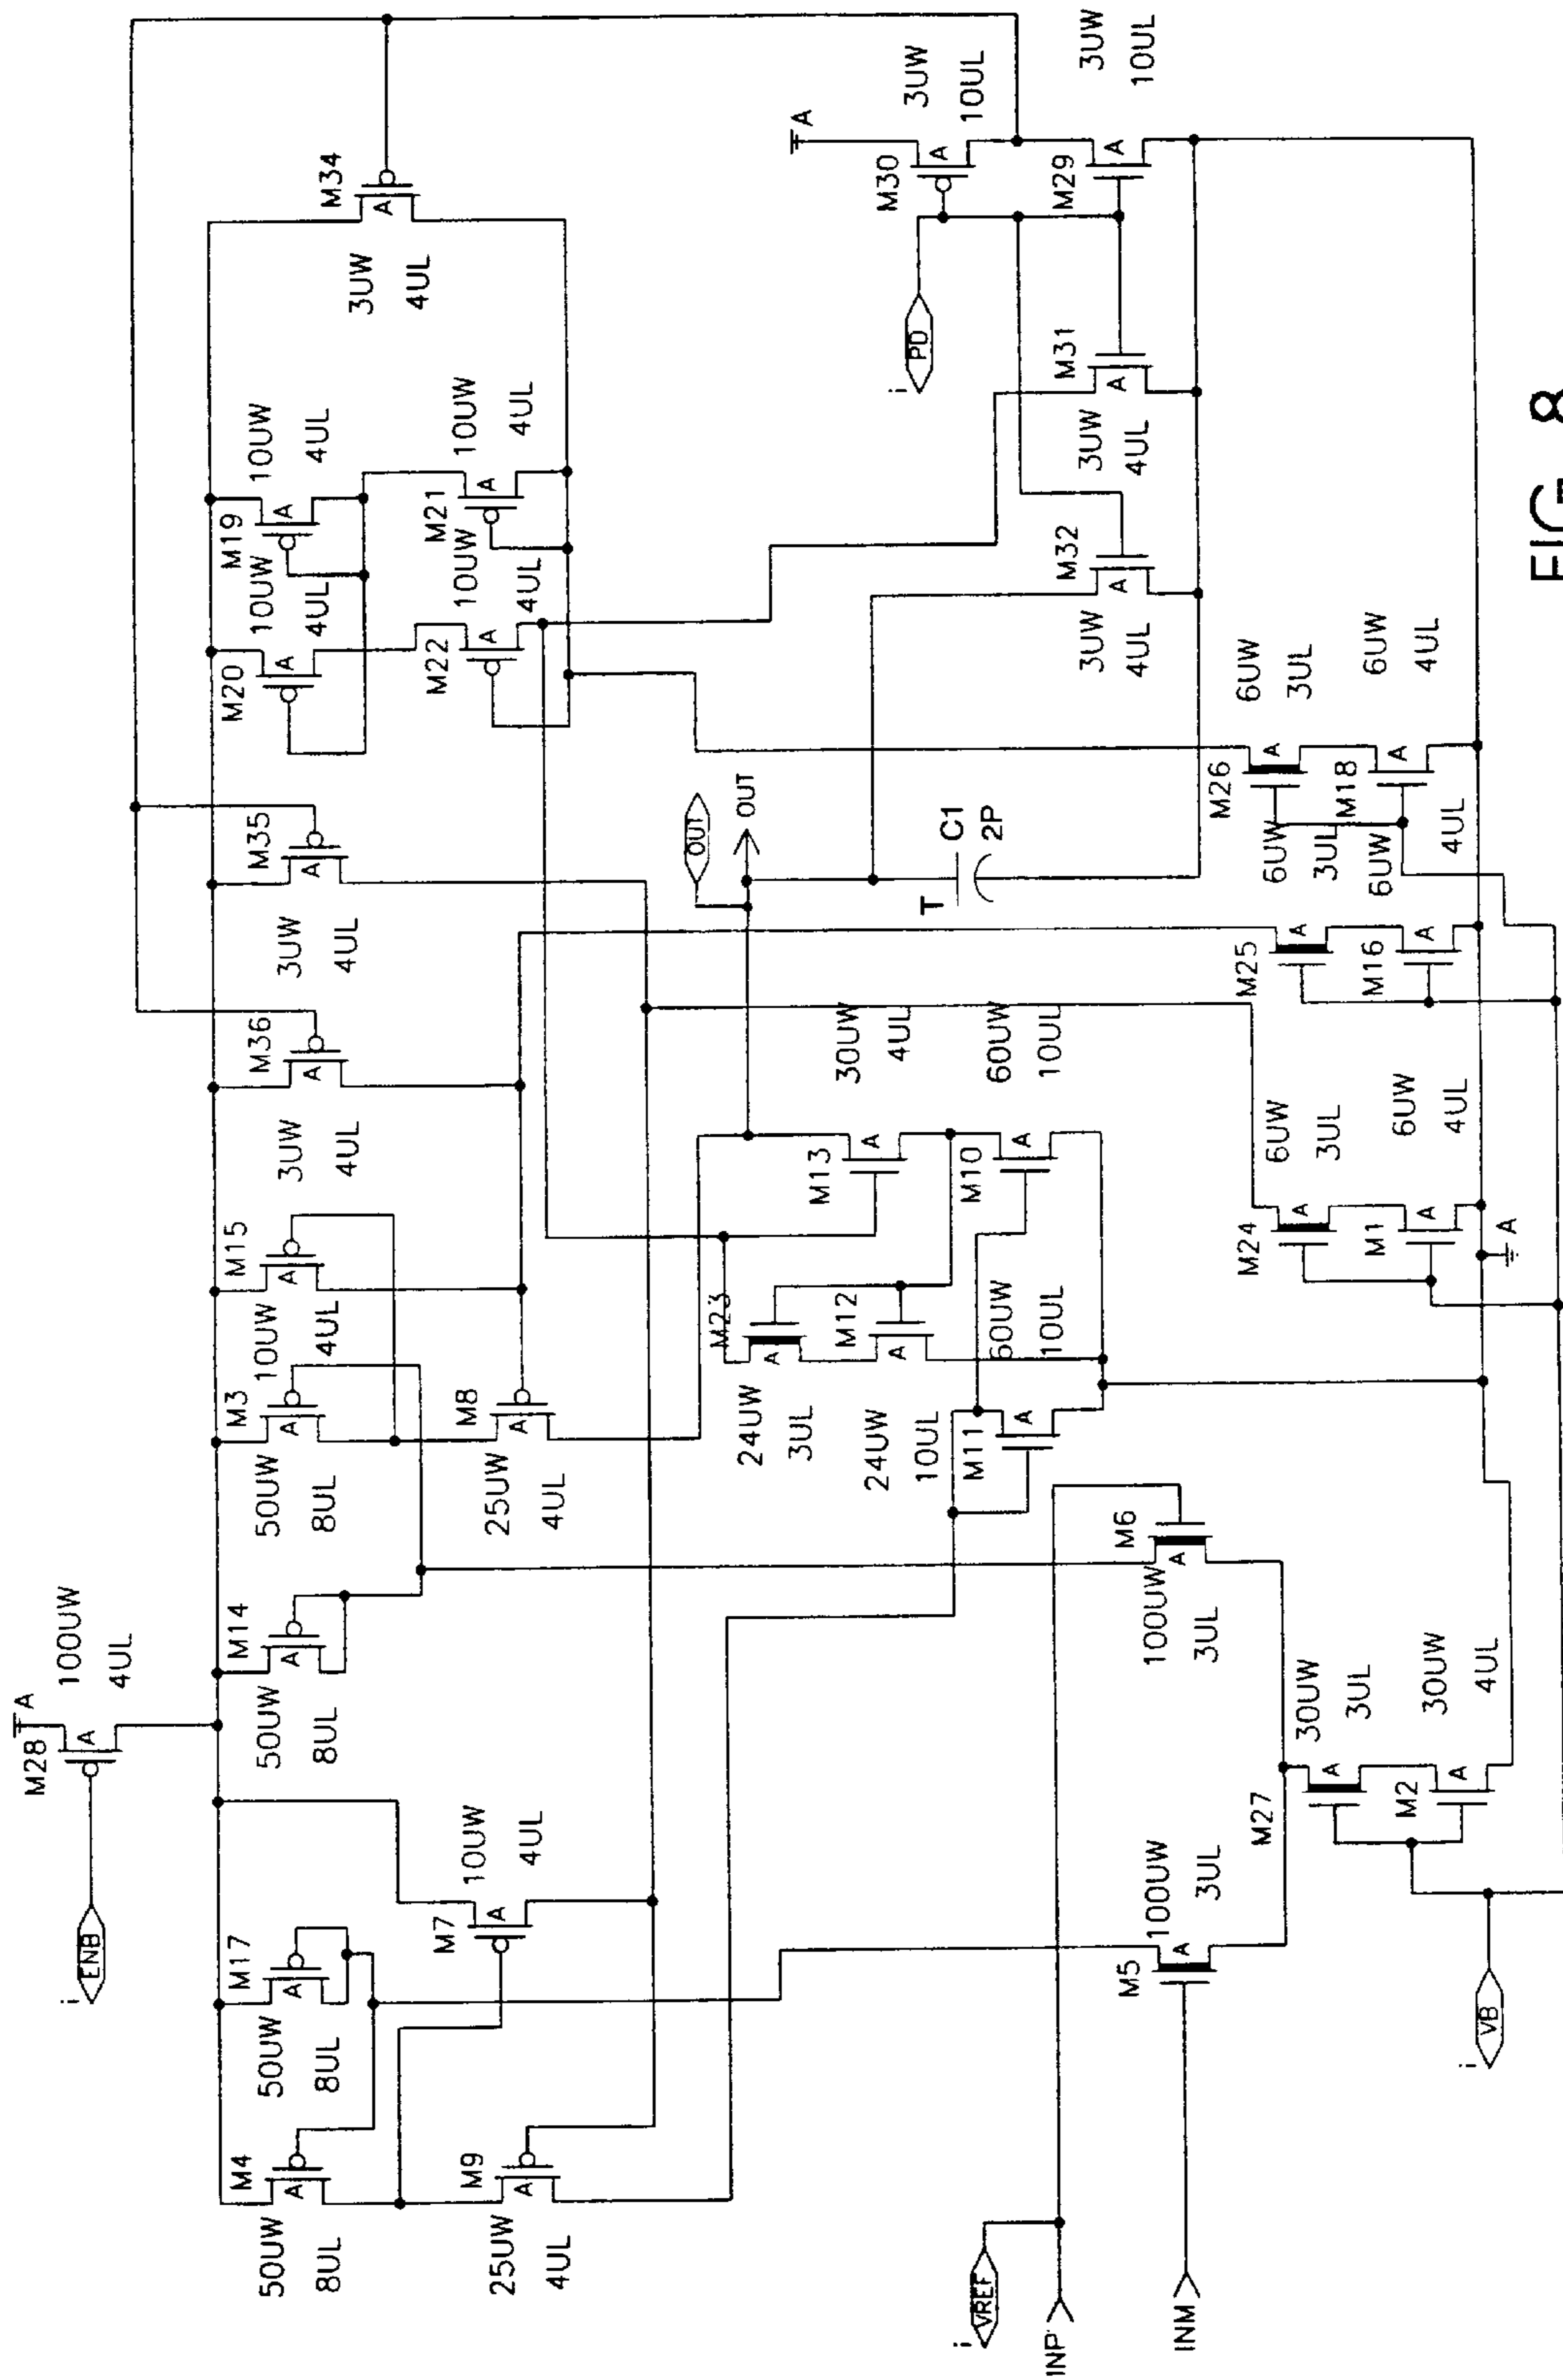 A
M28
100UW
4UL
i
ENB
M4
50UW
8UL
A
M17
50UW
8UL
A
M14
50UW
8UL
A
M3
50UW
8UL
A
M15
10UW
4UL
A
M36
3UW
4UL
A
M35
3UW
4UL
A
M20
10UW
4UL
A
M19
10UW
4UL
A
M34
3UW
4UL
A
M9
25UW
4UL
A
M7
10UW
4UL
A
M8
25UW
4UL
A
M22
10UW
4UL
A
M21
10UW
4UL
A
OUT
OUT
M23
24UW
3UL
A
M12
24UW
10UL
A
M13
30UW
4UL
A
M10
60UW
10UL
A
M11
60UW
10UL
A
T
C1
2P
i
PD
A
M30
3UW
10UL
A
M29
3UW
10UL
A
M31
3UW
4UL
A
M32
3UW
4UL
A
i
VREF
INP
INM
M5
100UW
3UL
A
M6
100UW
3UL
A
M27
30UW
3UL
A
M2
30UW
4UL
A
i
VB
M24
6UW
3UL
A
M1
6UW
4UL
A
A
M25
6UW
3UL
A
M16
6UW
4UL
A
M26
6UW
3UL
A
M18
6UW
4UL
A
FIG 8